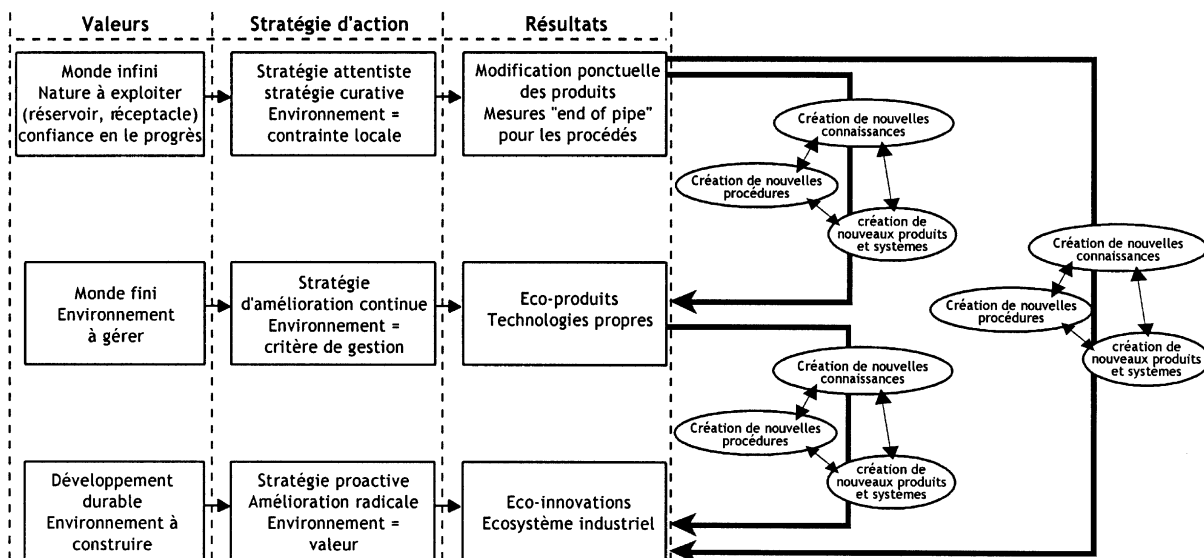 Valeurs
Stratégie d'action
Résultats
Monde infini
Nature à exploiter
(réservoir, réceptacle)
confiance en le progrès
Stratégie attentiste
stratégie curative
Environnement =
contrainte locale
Modification ponctuelle
des produits
Mesures "end of pipe"
pour les procédés
Création de nouvelles
connaissances
Création de nouvelles
procédures
création de
nouveaux produits
et systèmes
Monde fini
Environnement
à gérer
Stratégie
d'amélioration continue
Environnement =
critère de gestion
Eco-produits
Technologies propres
Création de nouvelles
connaissances
Création de nouvelles
procédures
création de
nouveaux produits
et systèmes
Création de nouvelles
connaissances
Création de nouvelles
procédures
création de
nouveaux produits
et systèmes
Développement
durable
Environnement à
construire
Stratégie proactive
Amélioration radicale
Environnement =
valeur
Eco-innovations
Ecosystème industriel